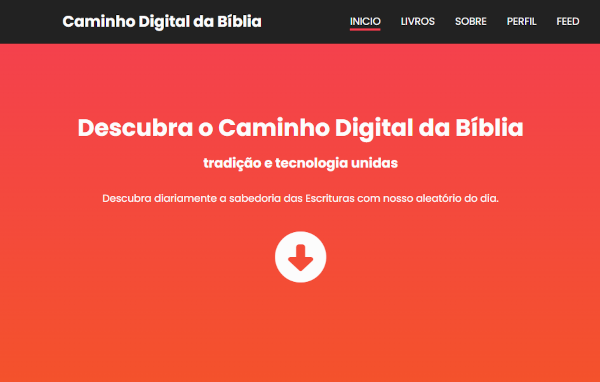 Caminho Digital da Bíblia
INICIO LIVROS SOBRE PERFIL FEED
Descubra o Caminho Digital da Bíblia
tradição e tecnologia unidas
Descubra diariamente a sabedoria das Escrituras com nosso aleatório do dia.